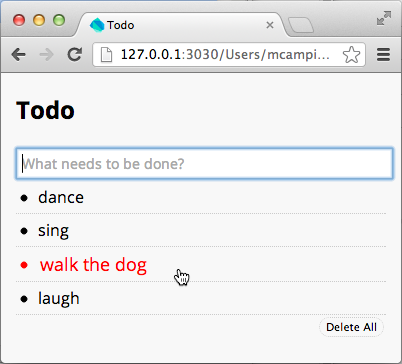 Todo
127.0.0.1:3030/Users/mcampi
Todo
What needs to be done?
dance
sing
walk the dog
laugh
Delete All